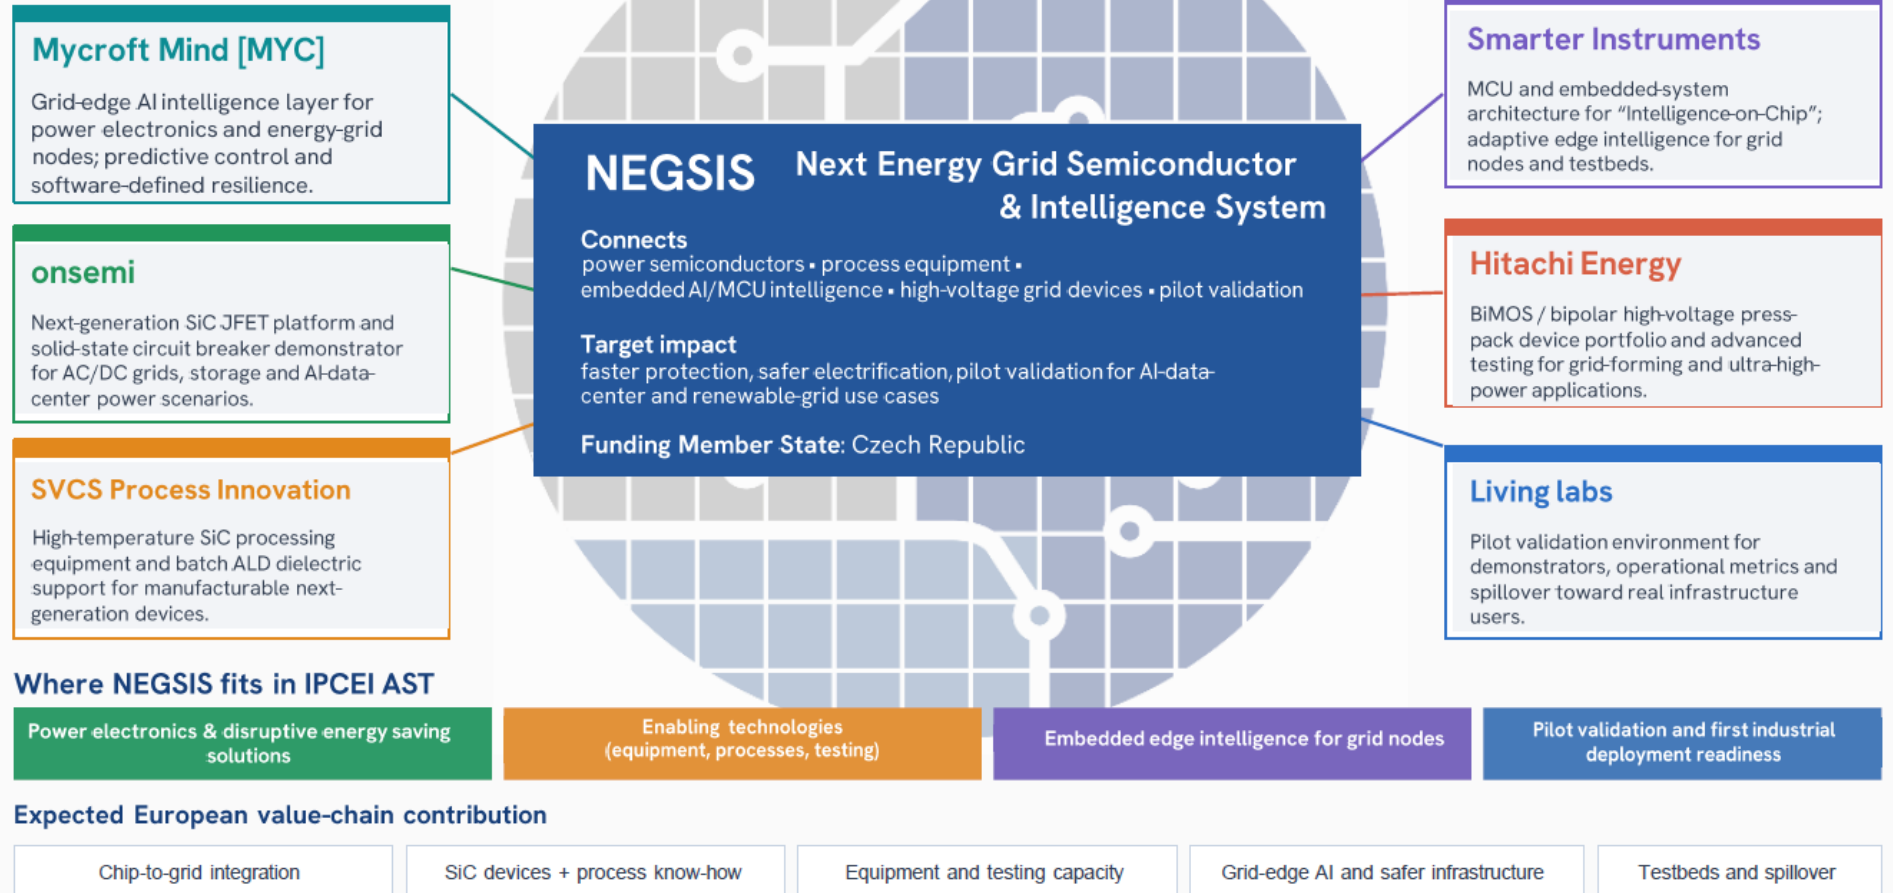 Mycroft Mind [MYC]
Grid-edge AI intelligence layer for
power electronics and energy-grid
nodes; predictive control and
software-defined resilience.
onsemi
Next-generation SiC JFET platform and
solid-state circuit breaker demonstrator
for AC/DC grids, storage and AI-data-
center power scenarios.
SVCS Process Innovation
High-temperature SiC processing
equipment and batch ALD dielectric
support for manufacturable next-
generation devices.
NEGSIS Next Energy Grid Semiconductor
& Intelligence System
Connects
power semiconductors ▪ process equipment ▪
embedded AI/MCU intelligence ▪ high-voltage grid devices ▪ pilot validation
Target impact
faster protection, safer electrification, pilot validation for AI-data-
center and renewable-grid use cases
Funding Member State: Czech Republic
Smarter Instruments
MCU and embedded-system
architecture for “Intelligence-on-Chip”;
adaptive edge intelligence for grid
nodes and testbeds.
Hitachi Energy
BiMOS / bipolar high-voltage press-
pack device portfolio and advanced
testing for grid-forming and ultra-high-
power applications.
Living labs
Pilot validation environment for
demonstrators, operational metrics and
spillover toward real infrastructure
users.
Where NEGSIS fits in IPCEI AST
Power electronics & disruptive energy saving
solutions
Enabling technologies
(equipment, processes, testing)
Embedded edge intelligence for grid nodes
Pilot validation and first industrial
deployment readiness
Expected European value-chain contribution
Chip-to-grid integration
SiC devices + process know-how
Equipment and testing capacity
Grid-edge AI and safer infrastructure
Testbeds and spillover